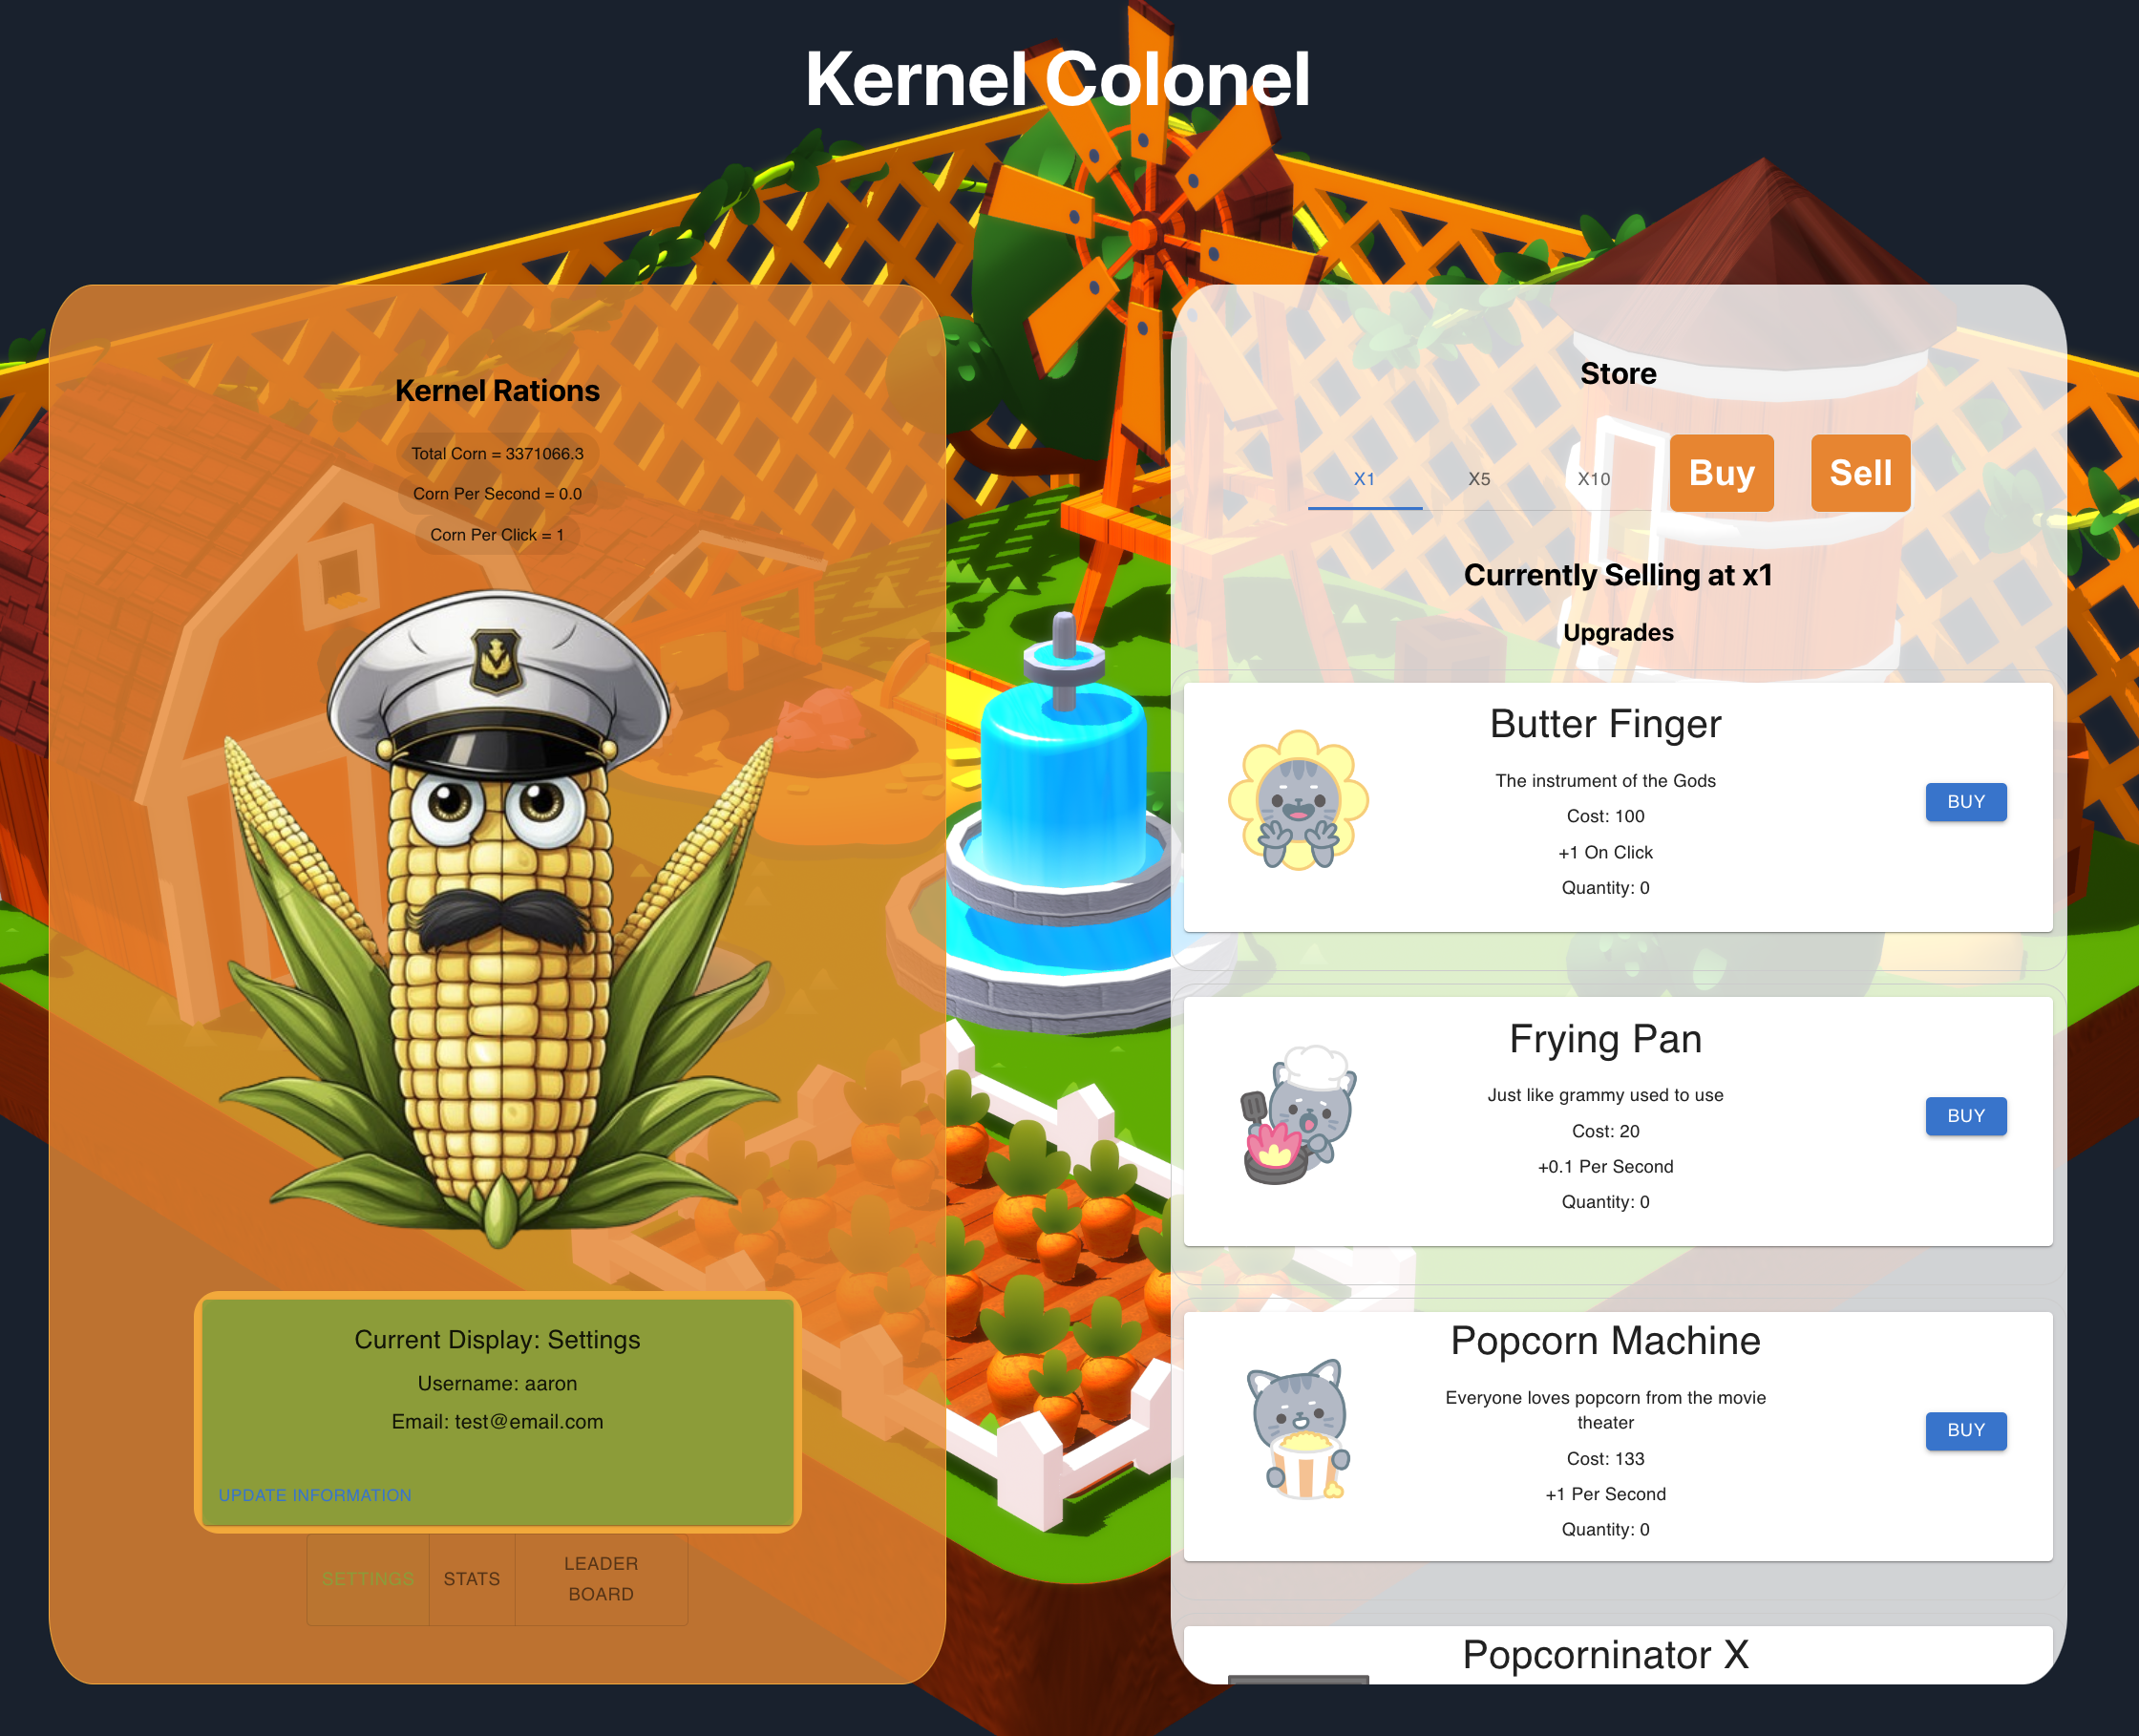 Kernel Colonel
Kernel Rations
Total Corn = 3371066.3
Corn Per Second = 0.0
Corn Per Click = 1
Current Display: Settings
Username: aaron
Email: test@email.com
UPDATE INFORMATION
SETTINGS
STATS
LEADER
BOARD
Store
X1 X5 X10 Buy Sell
Currently Selling at x1
Upgrades
Butter Finger
The instrument of the Gods
Cost: 100
+1 On Click
Quantity: 0
BUY
Frying Pan
Just like grammy used to use
Cost: 20
+0.1 Per Second
Quantity: 0
BUY
Popcorn Machine
Everyone loves popcorn from the movie
theater
Cost: 133
+1 Per Second
Quantity: 0
BUY
Popcorninator X